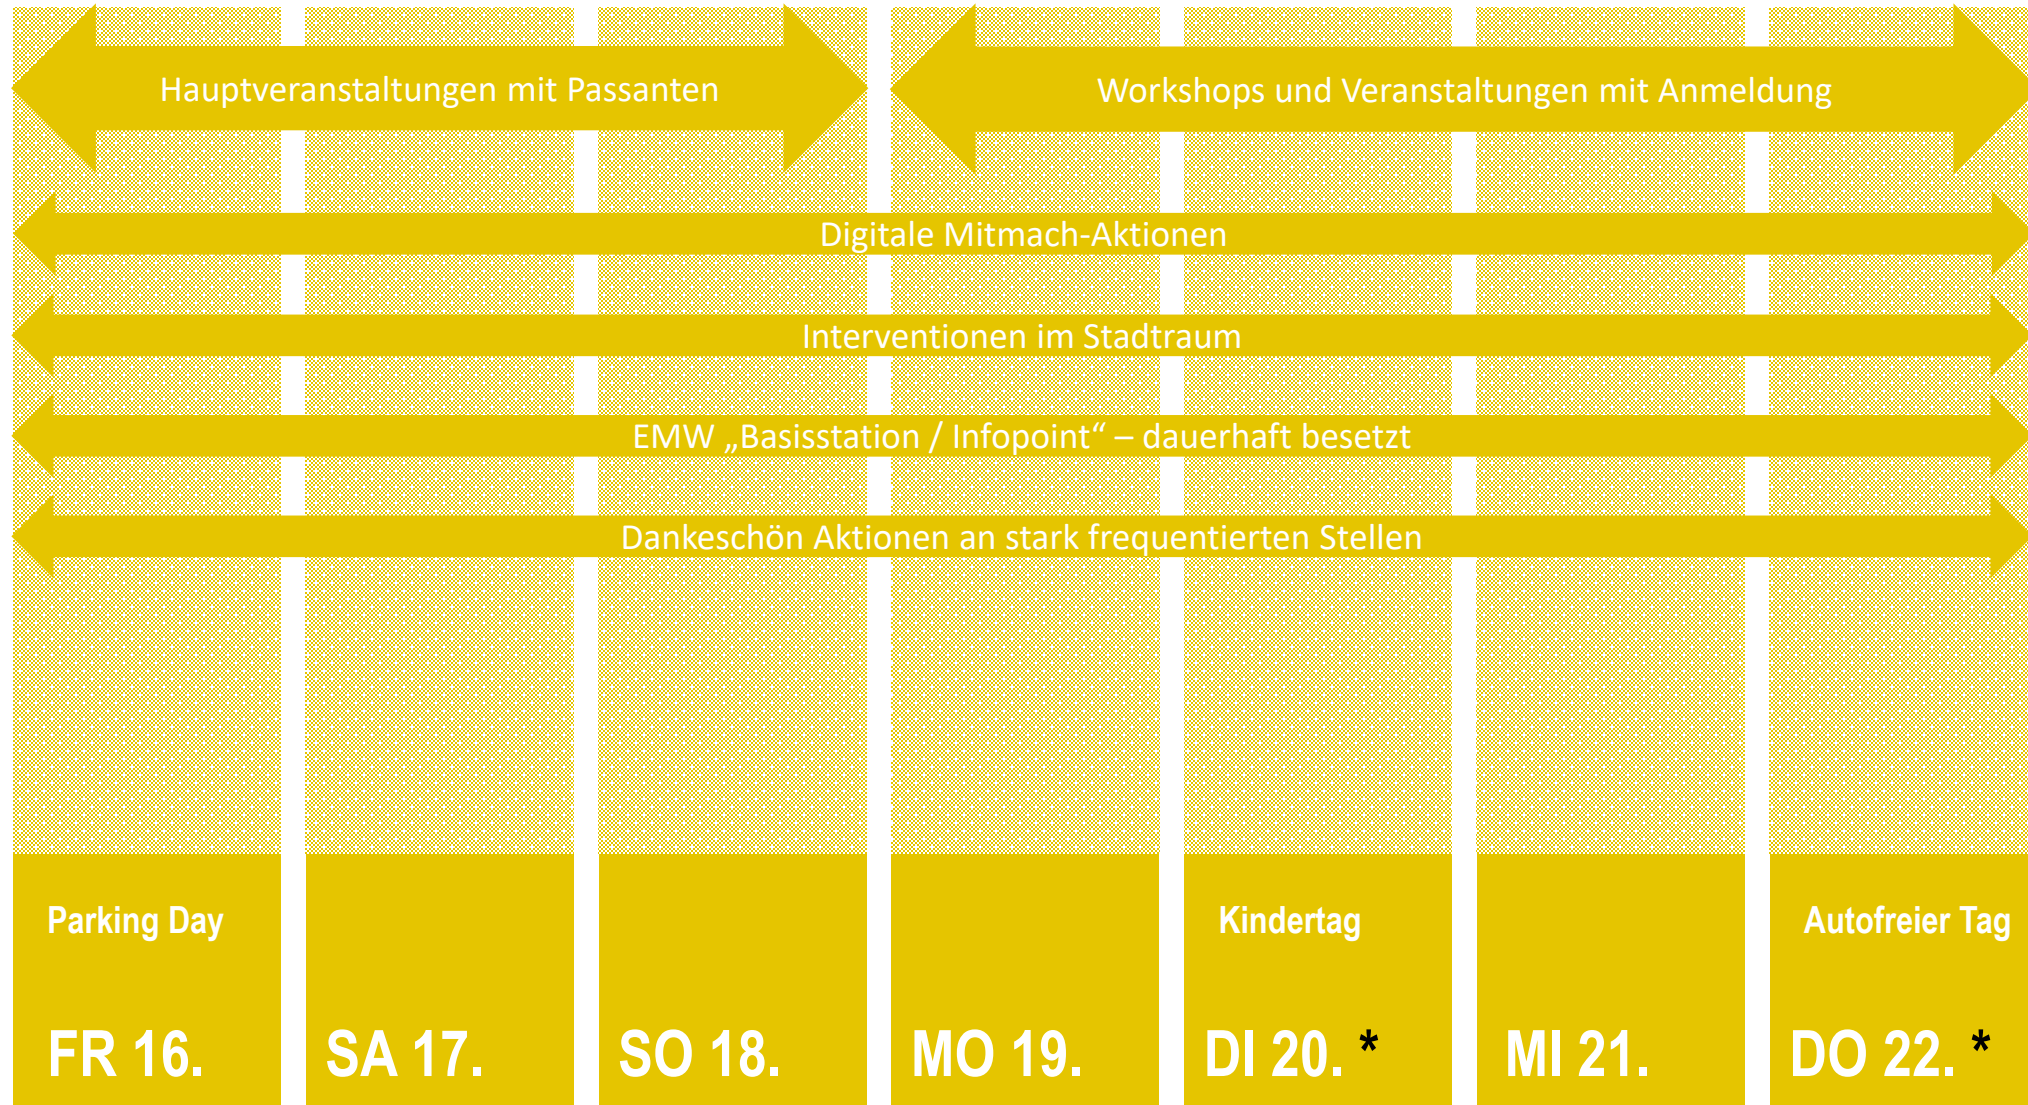 Hauptveranstaltungen mit Passanten
Workshops und Veranstaltungen mit Anmeldung
Digitale Mitmach-Aktionen
Interventionen im Stadtraum
EMW „Basisstation / Infopoint“ – dauerhaft besetzt
Dankeschön Aktionen an stark frequentierten Stellen
Parking Day
FR 16.
SA 17.
SO 18.
MO 19.
Kindertag
DI 20. *
MI 21.
Autofreier Tag
DO 22. *